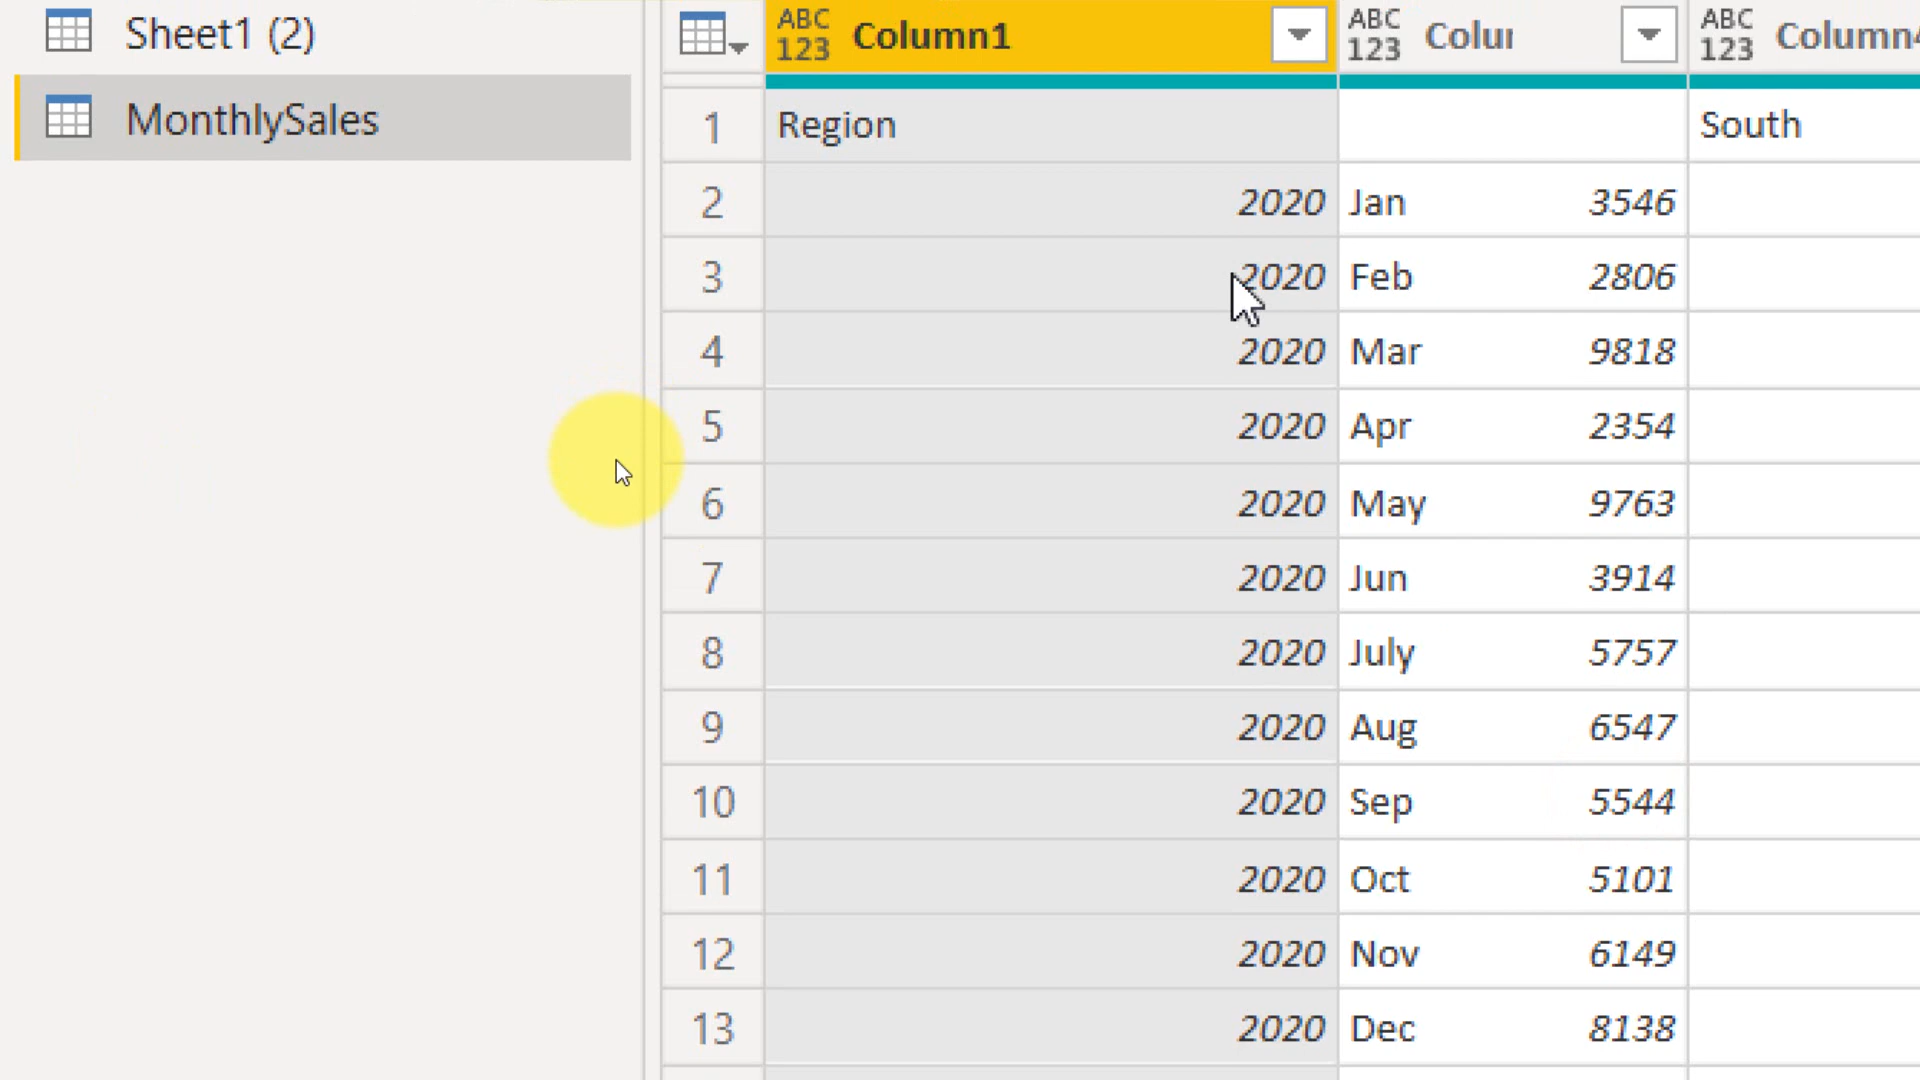 Sheet1 (2)
MonthlySales
ABC 123 Column1 ABC 123 ABC 123
1 Region South
2 2020 Jan 3546
3 2020 Feb 2806
4 2020 Mar 9818
5 2020 Apr 2354
6 2020 May 9763
7 2020 Jun 3914
8 2020 July 5757
9 2020 Aug 6547
10 2020 Sep 5544
11 2020 Oct 5101
12 2020 Nov 6149
13 2020 Dec 8138